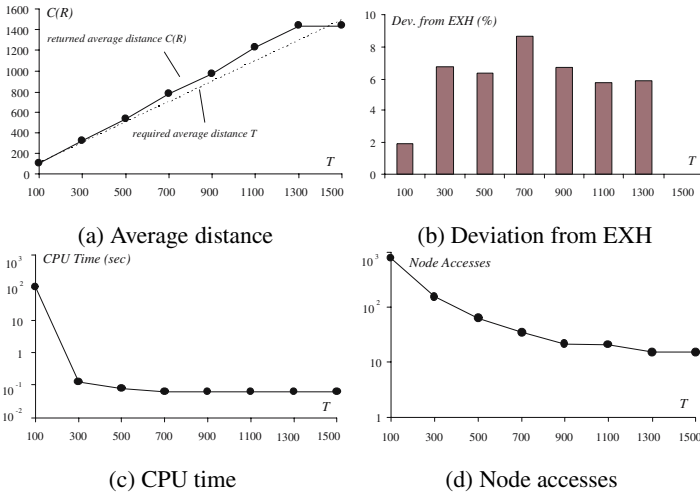 C(R)
1600
1400
1200
1000
800
600
400
200
0
returned average distance C(R)
required average distance T
T
100 300 500 700 900 1100 1300 1500
(a) Average distance
Dev. from EXH (%)
10
8
6
4
2
0
T
100 300 500 700 900 1100 1300 1500
(b) Deviation from EXH
CPU Time (sec)
10³
10²
10
1
10⁻¹
10⁻²
T
100 300 500 700 900 1100 1300 1500
(c) CPU time
Node Accesses
10³
10²
10
1
T
100 300 500 700 900 1100 1300 1500
(d) Node accesses